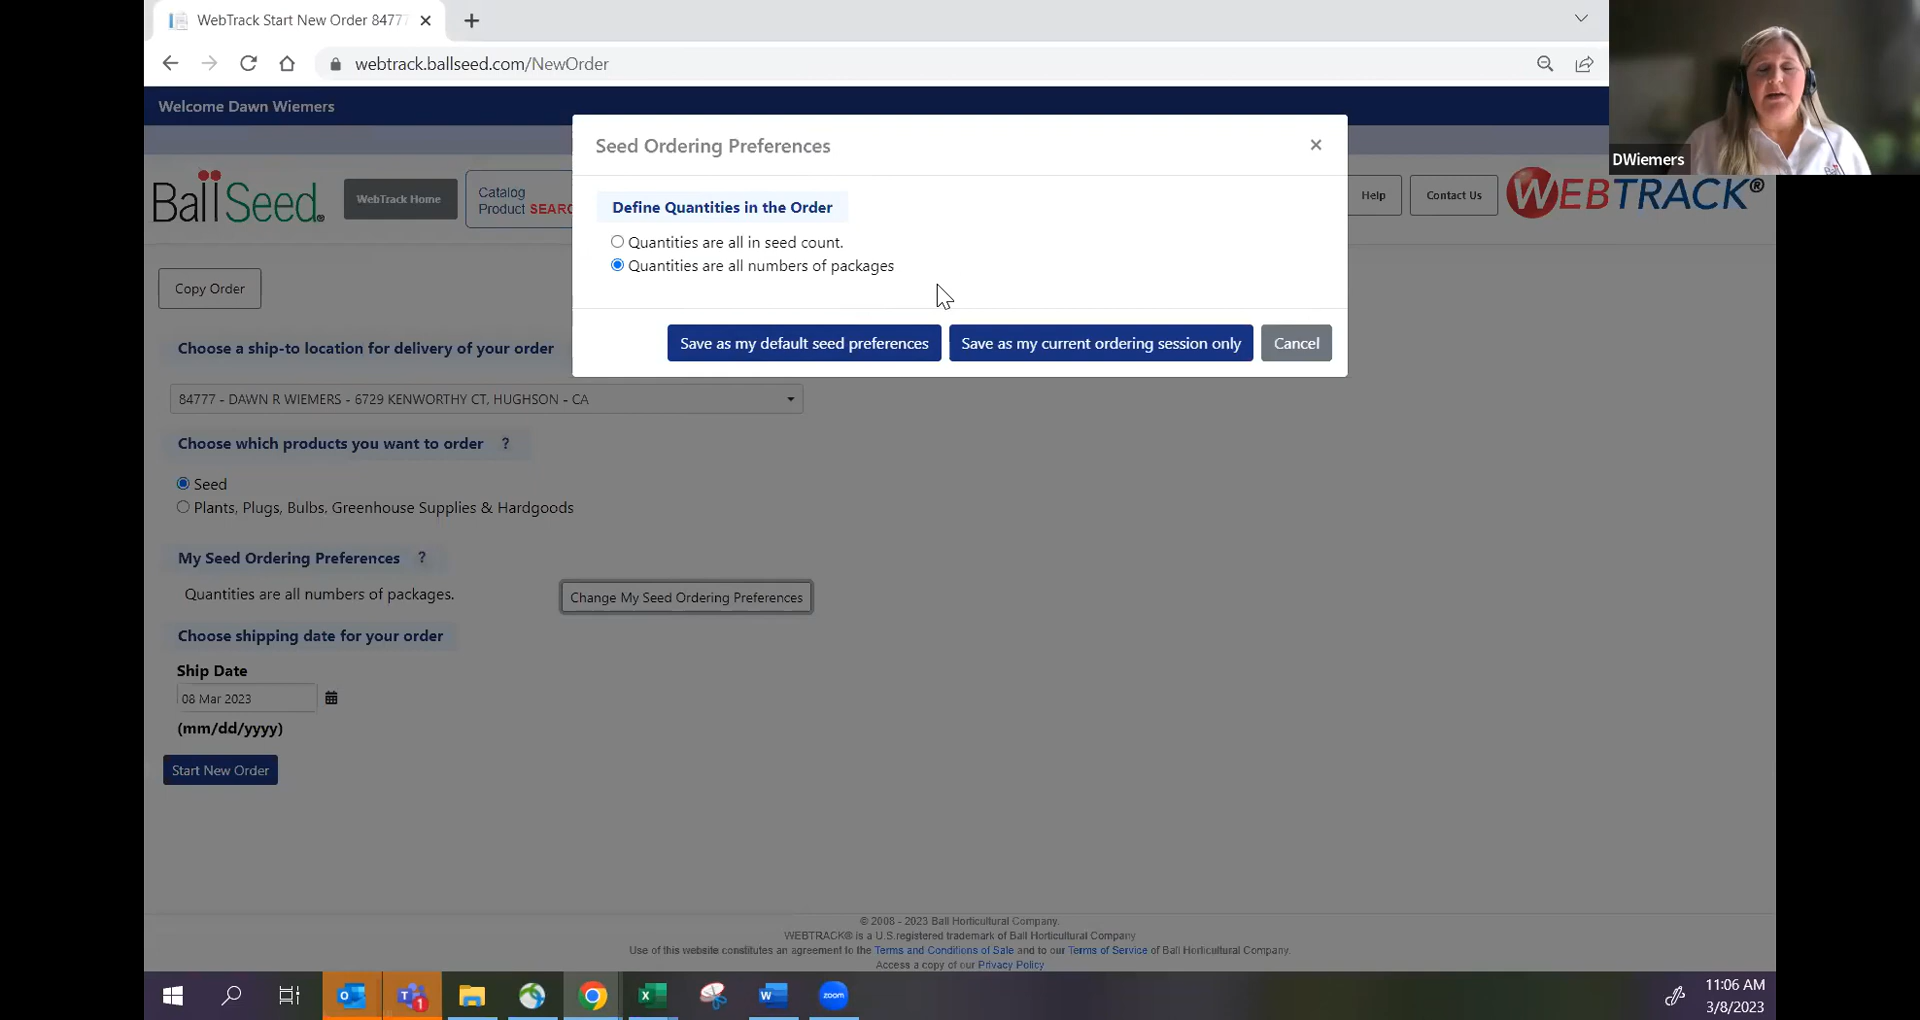 WebTrack Start New Order 84777
webtrack.ballseed.com/NewOrder
Welcome Dawn Wiemers
DWiemers
Ball Seed®
WebTrack Home
Catalog
Product SEARC
Help
Contact Us
WEBTRACK®
Seed Ordering Preferences
×
Define Quantities in the Order
Quantities are all in seed count.
Quantities are all numbers of packages
Save as my default seed preferences
Save as my current ordering session only
Cancel
Copy Order
Choose a ship-to location for delivery of your order
84777 - DAWN R WIEMERS - 6729 KENWORTHY CT, HUGHSON - CA
Choose which products you want to order ?
Seed
Plants, Plugs, Bulbs, Greenhouse Supplies & Hardgoods
My Seed Ordering Preferences ?
Quantities are all numbers of packages.
Change My Seed Ordering Preferences
Choose shipping date for your order
Ship Date
08 Mar 2023
(mm/dd/yyyy)
Start New Order
© 2008 - 2023 Ball Horticultural Company.
WEBTRACK® is a U.S.registered trademark of Ball Horticultural Company
Use of this website constitutes an agreement to the Terms and Conditions of Sale and to our Terms of Service of Ball Horticultural Company.
Access a copy of our Privacy Policy
1
zoom
11:06 AM
3/8/2023